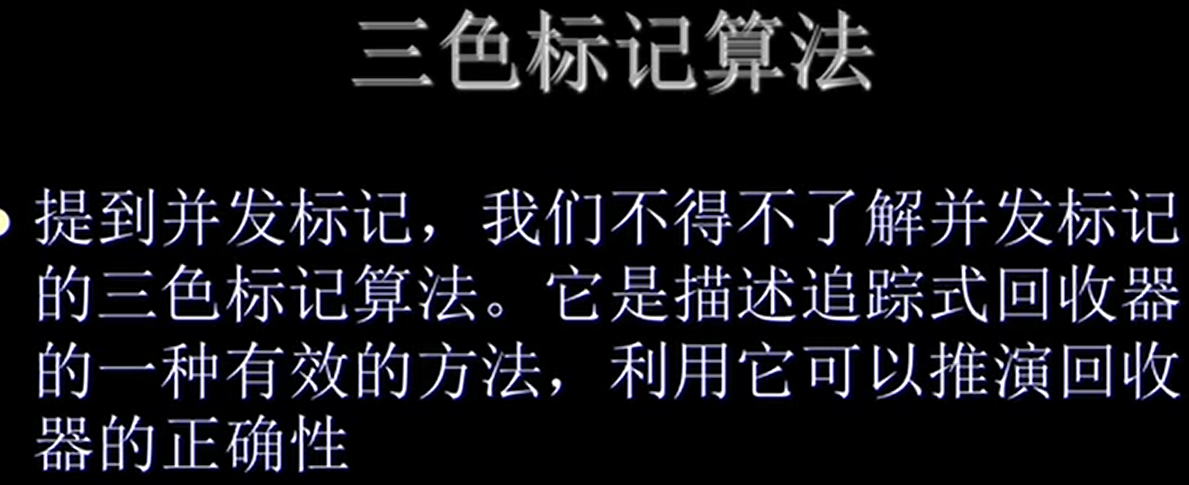 三色标记算法
提到并发标记，我们不得不了解并发标记
的三色标记算法。它是描述追踪式回收器
的一种有效的方法，利用它可以推演回收
器的正确性